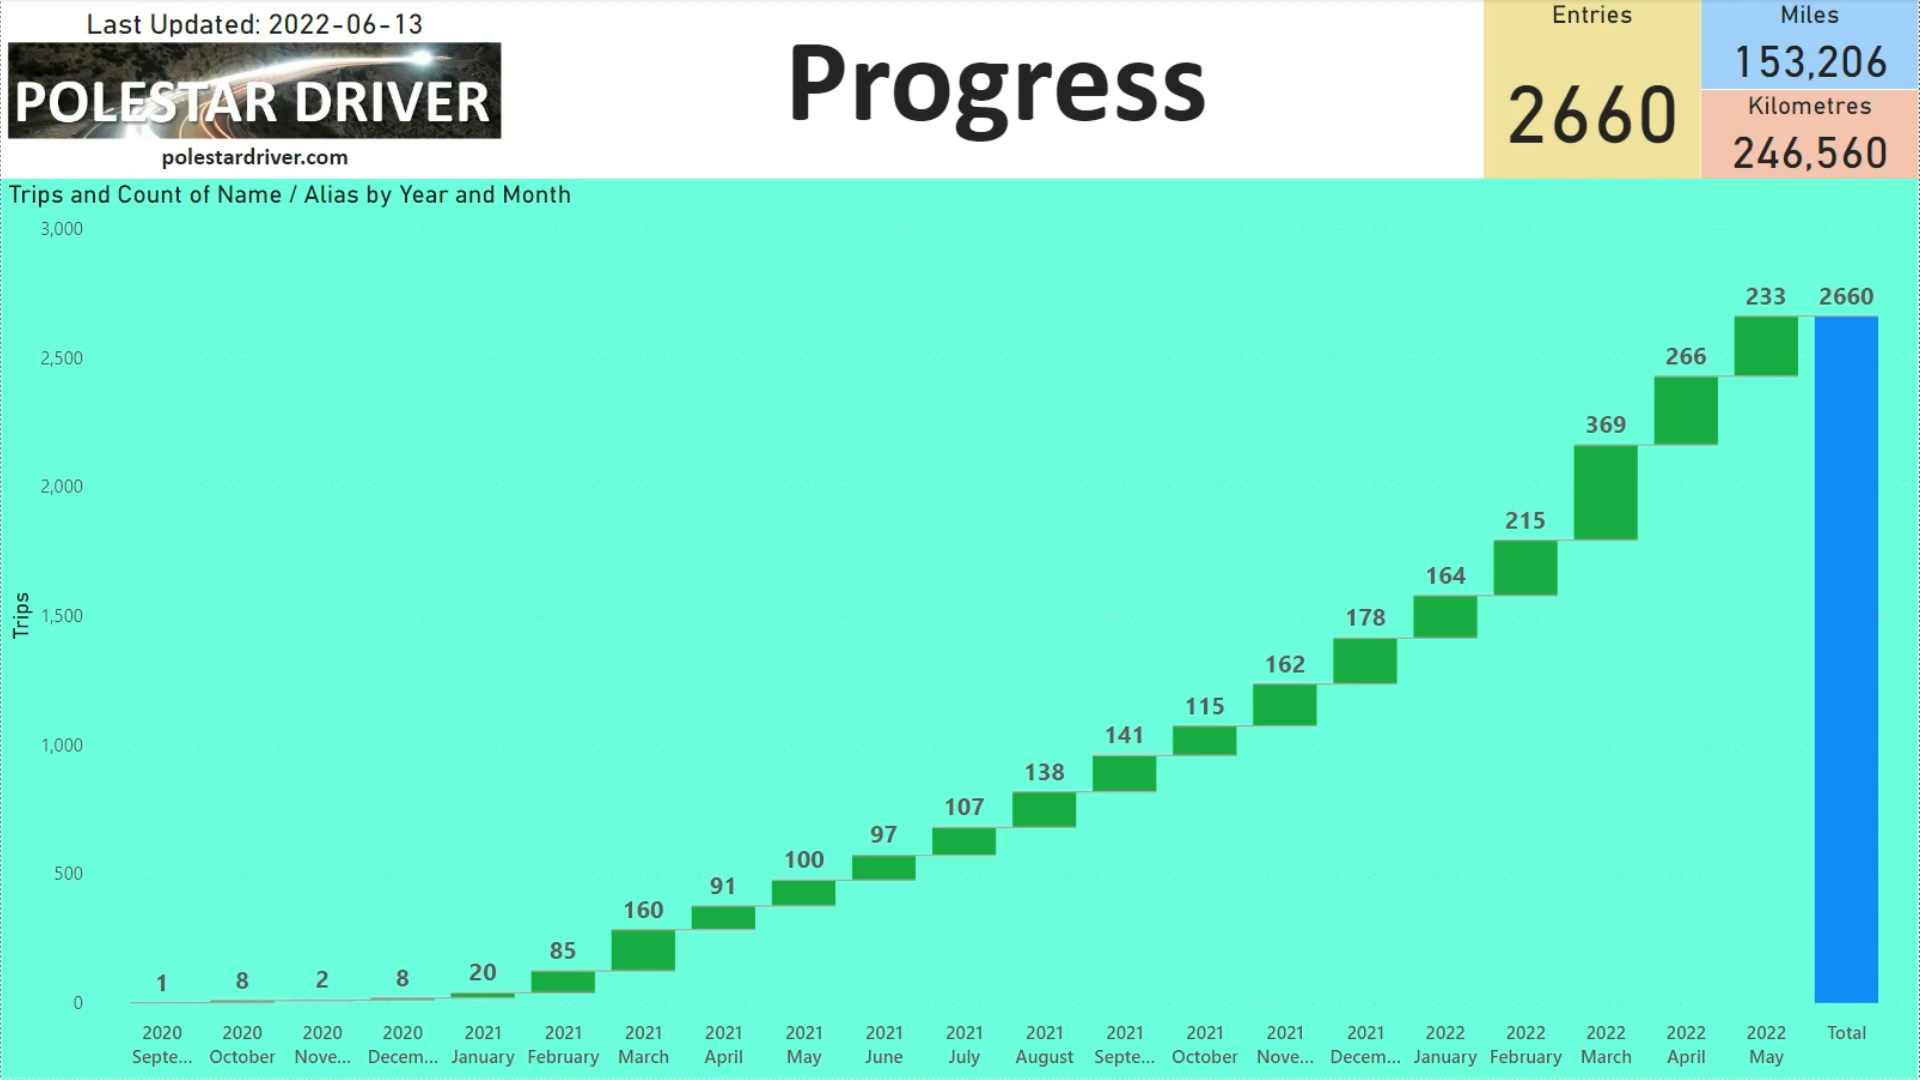 Last Updated: 2022-06-13
POLESTAR DRIVER
polestardriver.com
Progress
Entries
2660
Miles
153,206
Kilometres
246,560
Trips and Count of Name / Alias by Year and Month
3,000
2,500
2,000
1,500
1,000
500
0
Trips
1
8
2
8
20
85
160
91
100
97
107
138
141
115
162
178
164
215
369
266
233
2660
2020 Septe...
2020 October
2020 Nove...
2020 Decem...
2021 January
2021 February
2021 March
2021 April
2021 May
2021 June
2021 July
2021 August
2021 Septe...
2021 October
2021 Nove...
2021 Decem...
2022 January
2022 February
2022 March
2022 April
2022 May
Total